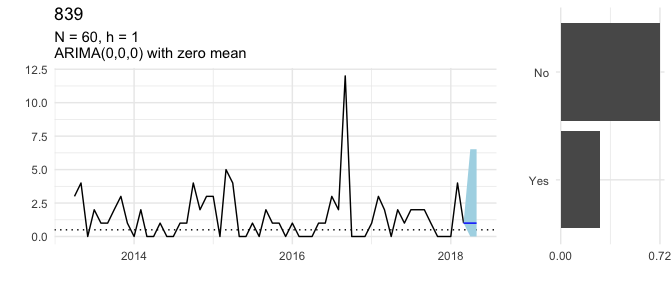 839
N = 60, h = 1
ARIMA(0,0,0) with zero mean
12.5
10.0
7.5
5.0
2.5
0.0
2014 2016 2018
No
Yes
0.00 0.72